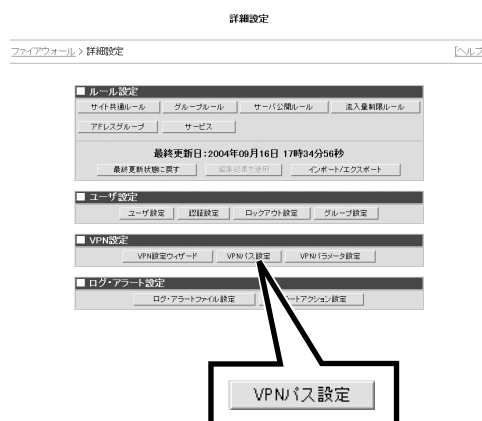 詳細設定
ファイアウォール > 詳細設定
[ヘルプ
■ ルール設定
サイト共通ルール グループルール サーバ公開ルール 流入量制限ルール
アドレスグループ サービス
最終更新日:2004年09月16日 17時34分56秒
最終更新状態に戻す 編集結果を適用 インポート/エクスポート
■ ユーザ設定
ユーザ設定 認証設定 ロックアウト設定 グループ設定
■ VPN設定
VPN設定ウィザード VPNパス設定 VPNパラメータ設定
■ ログ・アラート設定
ログ・アラートファイル設定 ートアクション設定
VPNパス設定